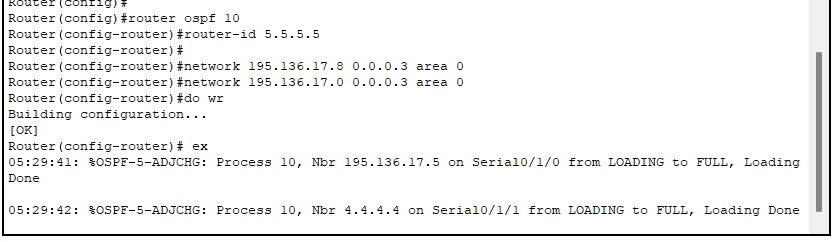 Router(config)#
Router(config)#router ospf 10
Router(config-router)#router-id 5.5.5.5
Router(config-router)#
Router(config-router)#network 195.136.17.8 0.0.0.3 area 0
Router(config-router)#network 195.136.17.0 0.0.0.3 area 0
Router(config-router)#do wr
Building configuration...
[OK]
Router(config-router)# ex
05:29:41: %OSPF-5-ADJCHG: Process 10, Nbr 195.136.17.5 on Serial0/1/0 from LOADING to FULL, Loading
Done
05:29:42: %OSPF-5-ADJCHG: Process 10, Nbr 4.4.4.4 on Serial0/1/1 from LOADING to FULL, Loading Done